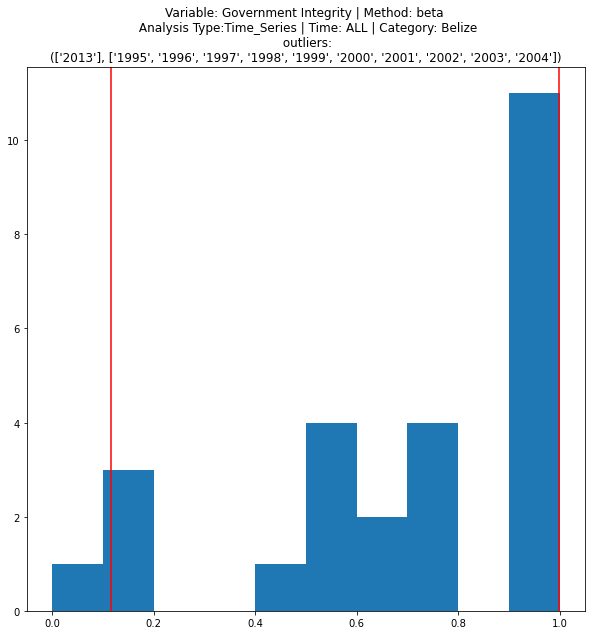 Variable: Government Integrity | Method: beta
Analysis Type:Time_Series | Time: ALL | Category: Belize
outliers:
(['2013'], ['1995', '1996', '1997', '1998', '1999', '2000', '2001', '2002', '2003', '2004'])
10
8
6
4
2
0
0.0 0.2 0.4 0.6 0.8 1.0